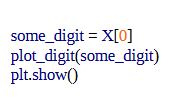 some_digit = X[0]
plot_digit(some_digit)
plt.show()